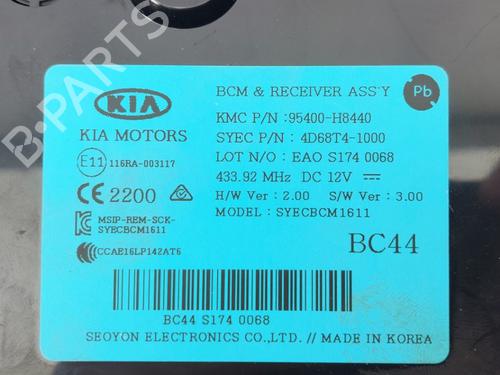 KIA
KIA MOTORS
E11 116RA-003117
CE 2200
MSIP-REM-SCK-
SYECBCM1611
CCAE16LP142AT6
BCM & RECEIVER ASS'Y
Pb
KMC P/N :95400-H8440
SYEC P/N : 4D68T4-1000
LOT N/O : EAO S174 0068
433.92 MHz DC 12V
H/W Ver : 2.00 S/W Ver : 3.00
MODEL: SYECBCM1611
BC44
BC44 S174 0068
SEOYON ELECTRONICS CO.,LTD. // MADE IN KOREA
B-Parts